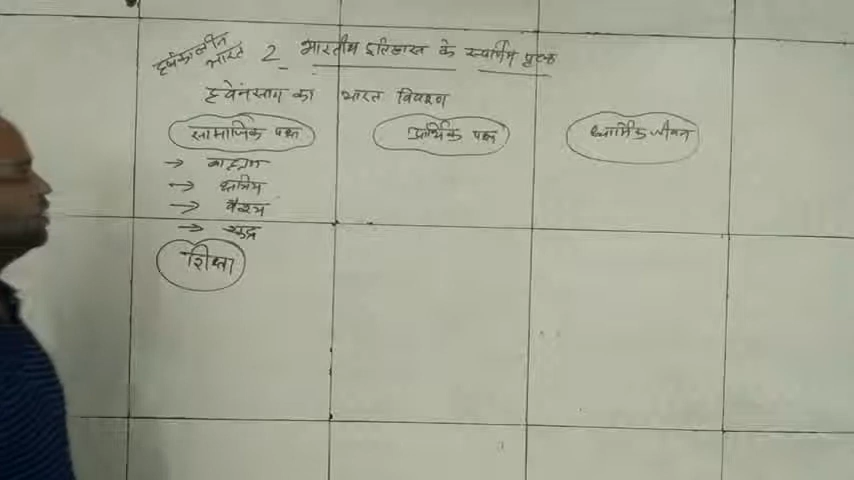 हर्षकालीन भारत 2 भारतीय इतिहास के स्वर्णिम पृष्ठ
ह्वेनसांग का भारत विवरण
सामाजिक पक्ष आर्थिक पक्ष धार्मिक जीवन
→ ब्राह्मण
→ क्षत्रिय
→ वैश्य
→ शूद्र
शिक्षा